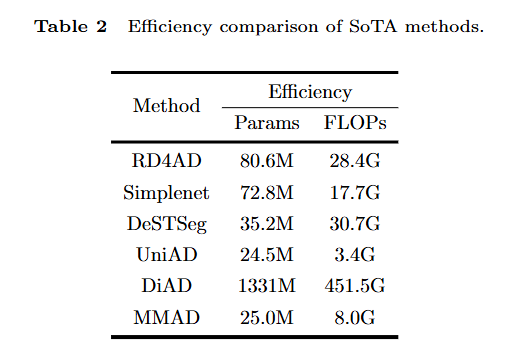 Table 2 Efficiency comparison of SoTA methods.
Method Efficiency
Params FLOPs
RD4AD 80.6M 28.4G
Simplenet 72.8M 17.7G
DeSTSeg 35.2M 30.7G
UniAD 24.5M 3.4G
DiAD 1331M 451.5G
MMAD 25.0M 8.0G